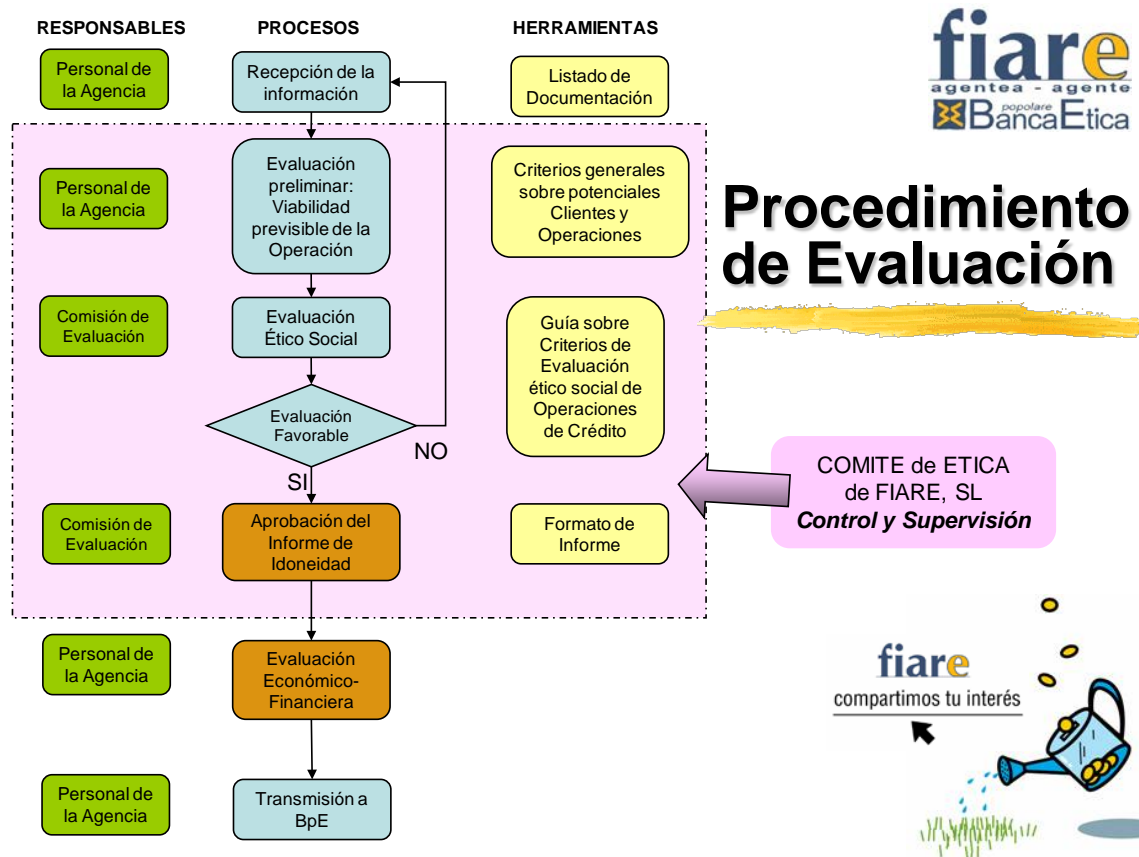 RESPONSABLES
PROCESOS
HERRAMIENTAS
fiare
agentea - agente
popolare
BancaEtica
Personal de
la Agencia
Recepción de la
información
Listado de
Documentación
Personal de
la Agencia
Evaluación
preliminar:
Viabilidad
previsible de la
Operación
Criterios generales
sobre potenciales
Clientes y
Operaciones
Procedimiento
de Evaluación
Comisión de
Evaluación
Evaluación
Ético Social
Guía sobre
Criterios de
Evaluación
ético social de
Operaciones
de Crédito
Evaluación
Favorable
NO
SI
COMITE de ETICA
de FIARE, SL
Control y Supervisión
Comisión de
Evaluación
Aprobación del
Informe de
Idoneidad
Formato de
Informe
Personal de
la Agencia
Evaluación
Económico-
Financiera
fiare
compartimos tu interés
Personal de
la Agencia
Transmisión a
BpE